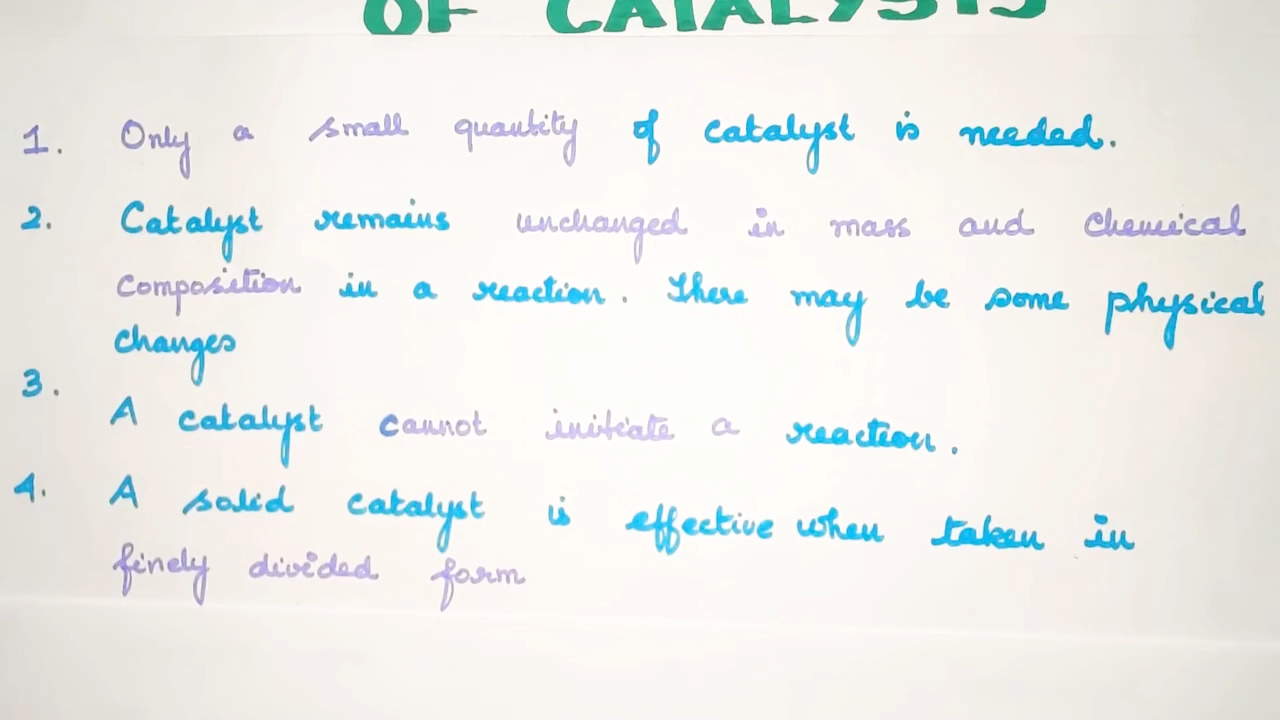 OF CATALYSTS
1. Only a small quantity of catalyst is needed.
2. Catalyst remains unchanged in mass and chemical
composition in a reaction. There may be some physical
changes
3.
A catalyst cannot initiate a reaction.
4. A solid catalyst is effective when taken in
finely divided form